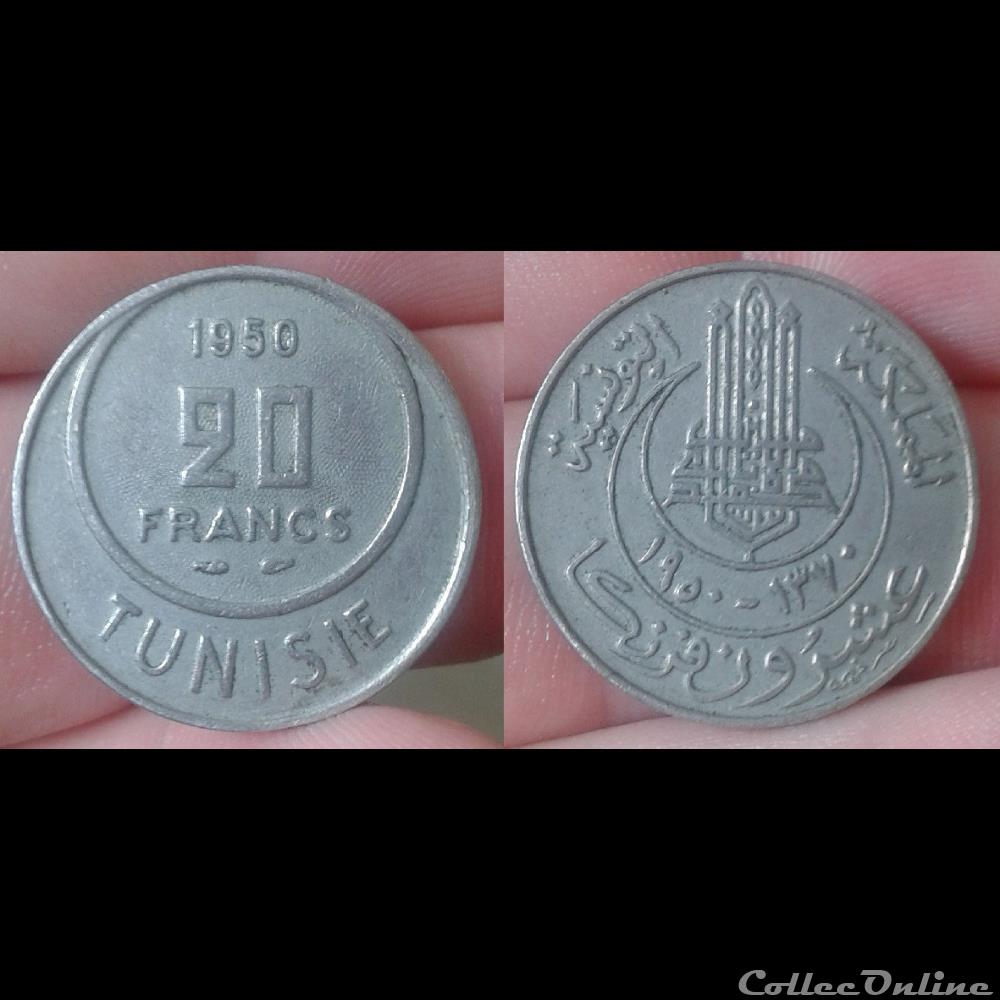 1950
20
FRANCS
TUNISIE
المملكة
التونسية
١٣٧٠ - ١٩٥٠
عشرون فرنكا
CollecOnline